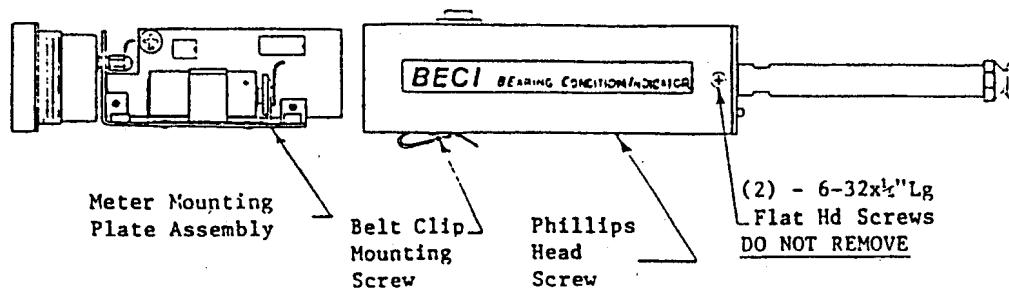 BECI BEARING CONDITION/INDICATOR
Meter Mounting
Plate Assembly
Belt Clip
Mounting
Screw
Phillips
Head
Screw
(2) - 6-32x½"Lg
Flat Hd Screws
DO NOT REMOVE